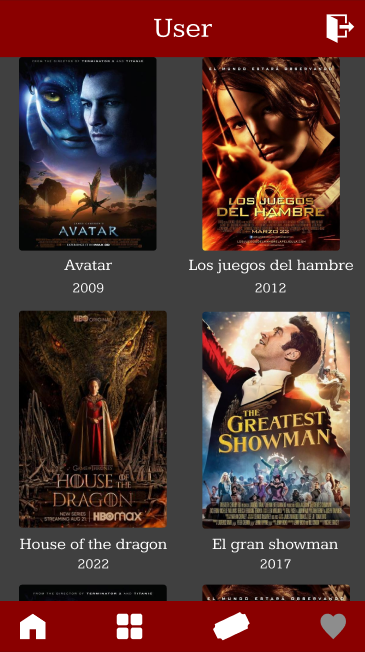 User
FROM THE DIRECTOR OF TERMINATOR 2 AND TITANIC
AVATAR
EL MUNDO ESTARÁ OBSERVANDO
LOS JUEGOS
DEL HAMBRE
MARZO 22
Avatar
2009
Los juegos del hambre
2012
HBO ORIGINAL
GAME OF THRONES
HOUSE OF THE
DRAGON
NEW SERIES
STREAMING AUG 21
HBOmax
THE
GREATEST
SHOWMAN
House of the dragon
2022
El gran showman
2017
FROM THE DIRECTOR OF TERMINATOR 2 AND TITANIC
EL MUNDO ESTARÁ OBSERVANDO